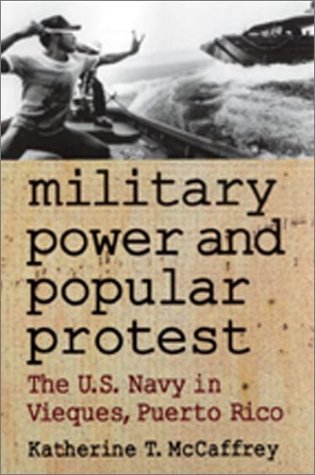 military
power and
popular
protest
The U.S. Navy in
Vieques, Puerto Rico
Katherine T. McCaffrey